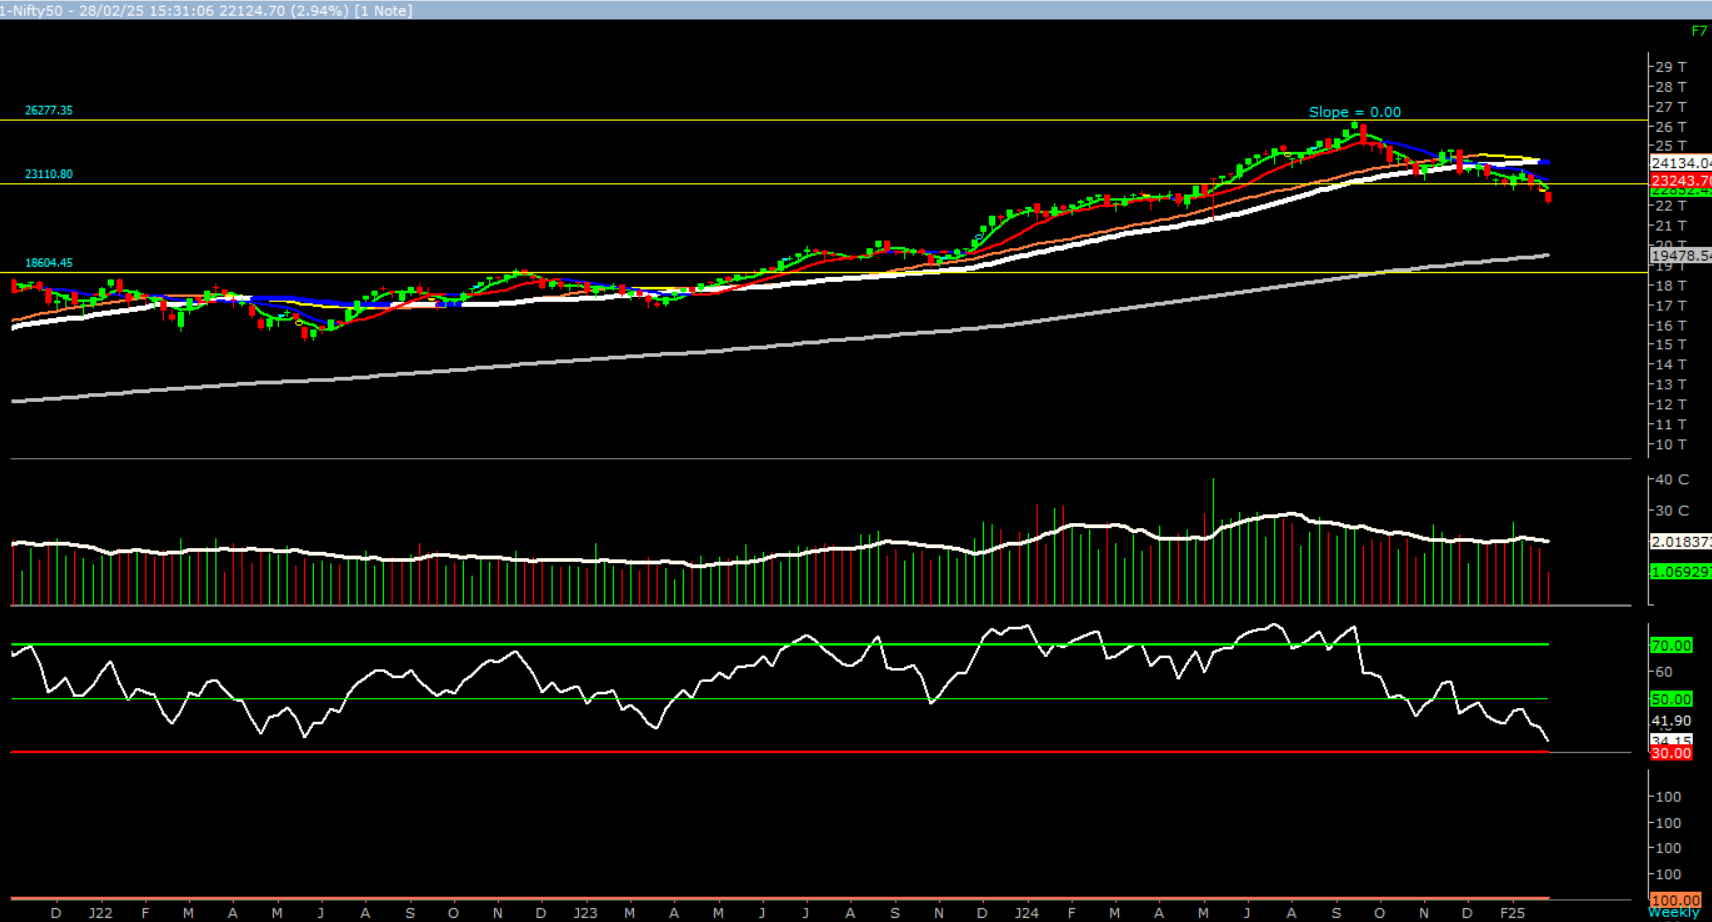 1-Nifty50 - 28/02/25 15:31:06 22124.70 (2.94%) [1 Note]
F7
29 T
28 T
27 T
26277.35
Slope = 0.00
26 T
25 T
24134.04
23110.80
23243.70
22 T
21 T
20 T
18604.45
19478.54
19 T
18 T
17 T
16 T
15 T
14 T
13 T
12 T
11 T
10 T
40 C
30 C
2.018373
1.069297
70.00
60
50.00
41.90
34.15
30.00
100
100
100
100
100.00
D J22 F M A M J A S O N D J23 M A M J J A S N D J24 F M A M J A S O N D F25
Weekly